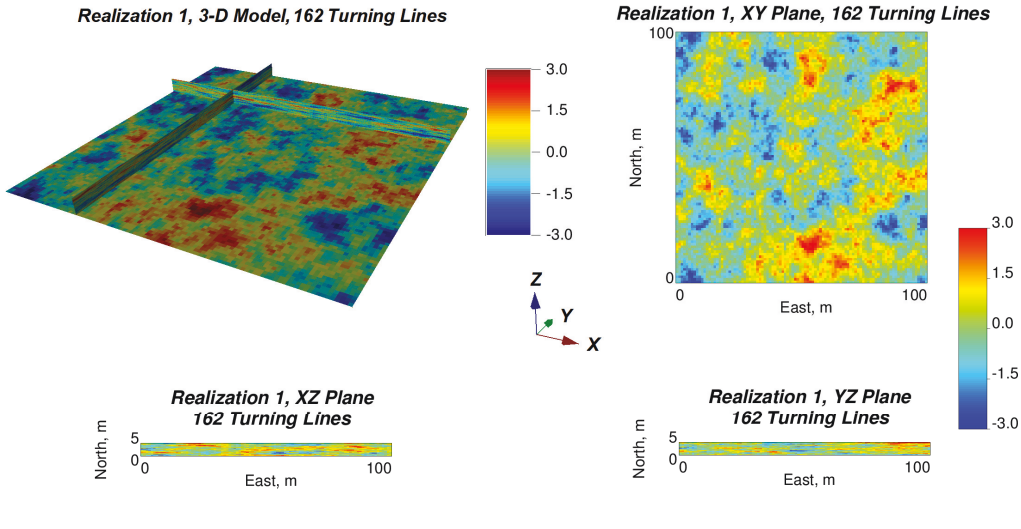 Realization 1, 3-D Model, 162 Turning Lines
3.0
1.5
0.0
-1.5
-3.0
Z
Y
X
Realization 1, XY Plane, 162 Turning Lines
100
North, m
0
0
100
East, m
3.0
1.5
0.0
-1.5
-3.0
Realization 1, XZ Plane
162 Turning Lines
North, m
5
0
0
100
East, m
Realization 1, YZ Plane
162 Turning Lines
North, m
5
0
0
100
East, m